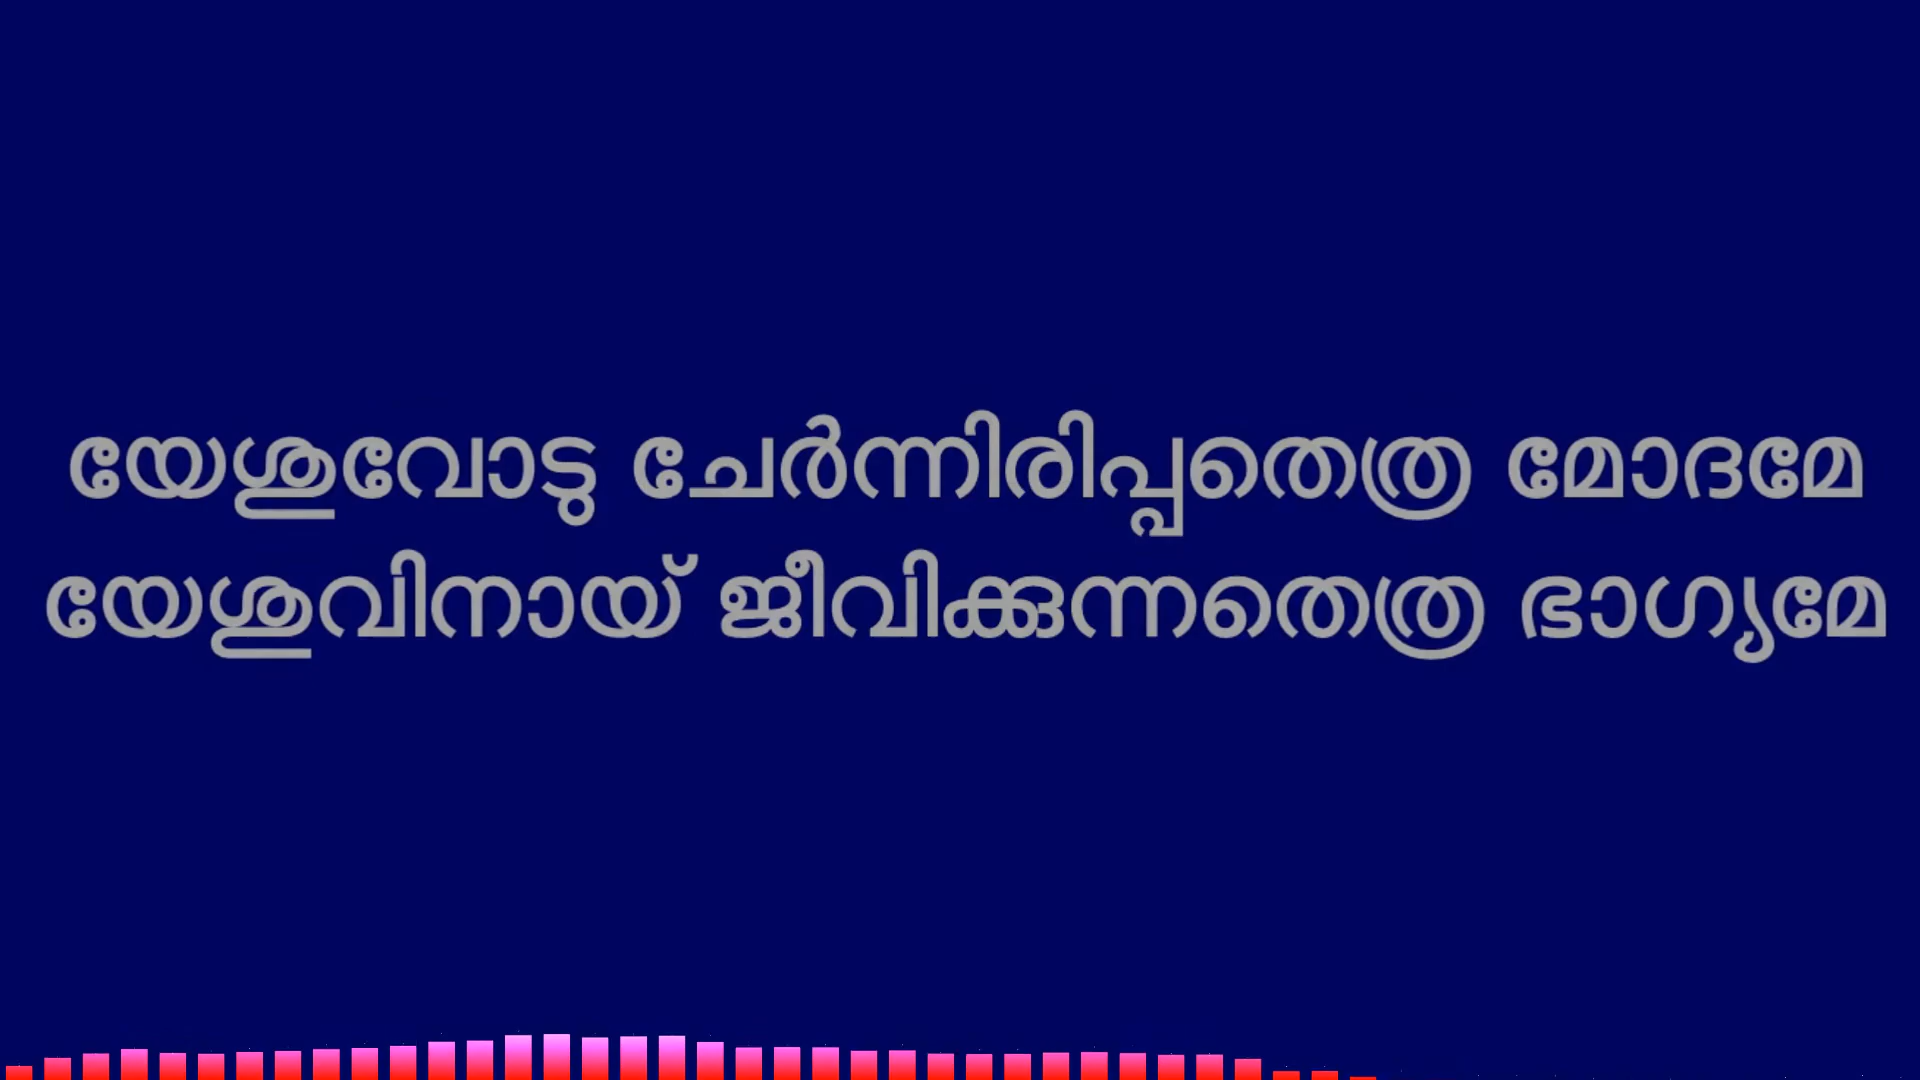 യേശുവോടു ചേർന്നിരിപ്പതെത്ര മോദമേ
യേശുവിനായ് ജീവിക്കുന്നതെത്ര ഭാഗ്യമേ